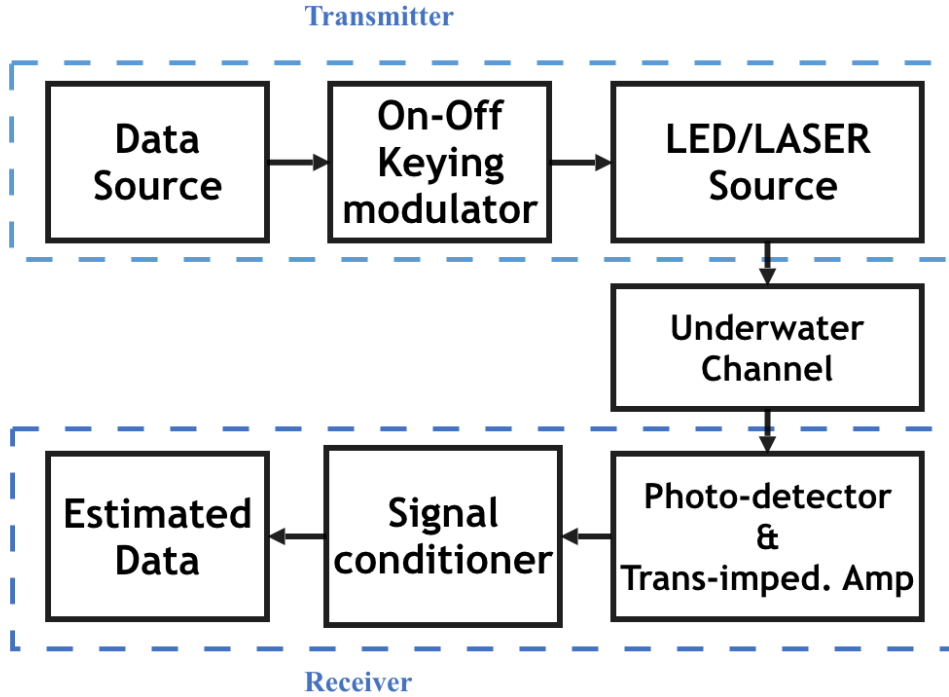 Transmitter
Data
Source
On-Off
Keying
modulator
LED/LASER
Source
Underwater
Channel
Photo-detector
&
Trans-imped. Amp
Signal
conditioner
Estimated
Data
Receiver